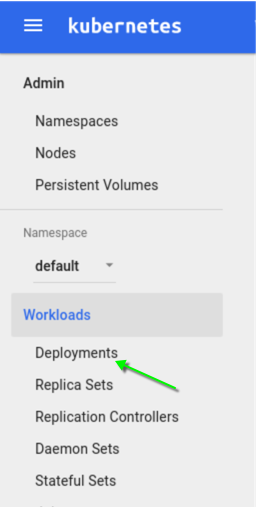 kubernetes
Admin
Namespaces
Nodes
Persistent Volumes
Namespace
default
Workloads
Deployments
Replica Sets
Replication Controllers
Daemon Sets
Stateful Sets